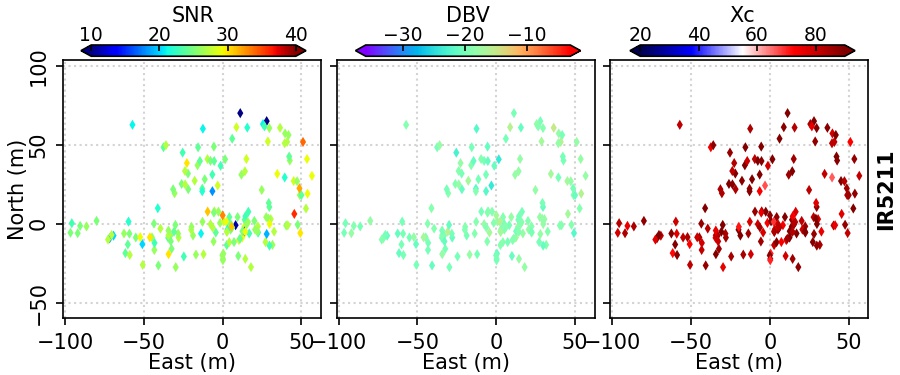 SNR DBV Xc
10 20 30 40 −30 −20 −10 20 40 60 80
100
50
0
−50
North (m)
IR5211
−100 −50 0 50 −100 −50 0 50 −100 −50 0 50
East (m) East (m) East (m)